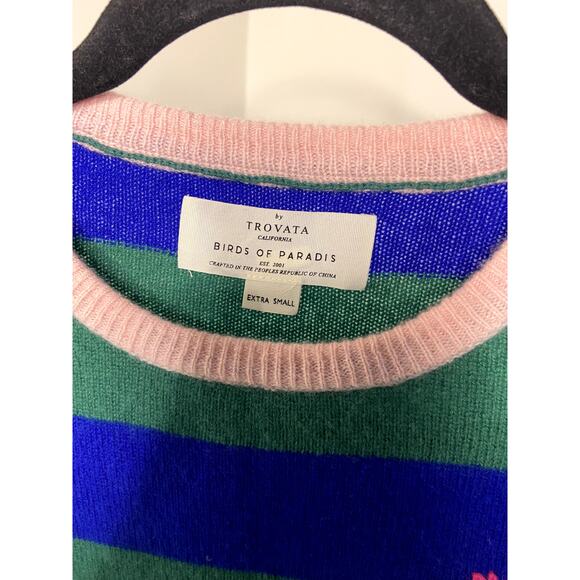 by
TROVATA
CALIFORNIA
BIRDS OF PARADIS
EST. 2001
CRAFTED IN THE PEOPLES REPUBLIC OF CHINA
EXTRA SMALL